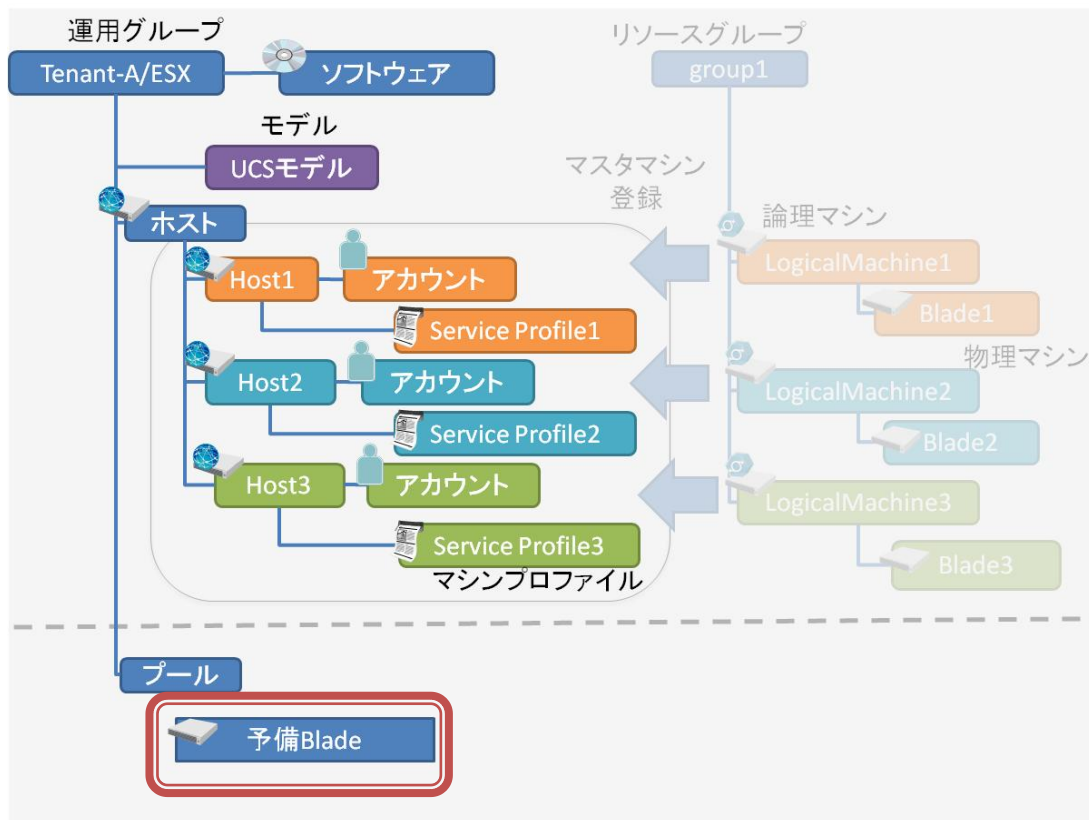 運用グループ
Tenant-A/ESX
ソフトウェア
モデル
UCSモデル
ホスト
Host1
アカウント
Service Profile1
Host2
アカウント
Service Profile2
Host3
アカウント
Service Profile3
マシンプロファイル
リソースグループ
group1
マスタマシン
登録
論理マシン
LogicalMachine1
Blade1
物理マシン
LogicalMachine2
Blade2
LogicalMachine3
Blade3
プール
予備Blade